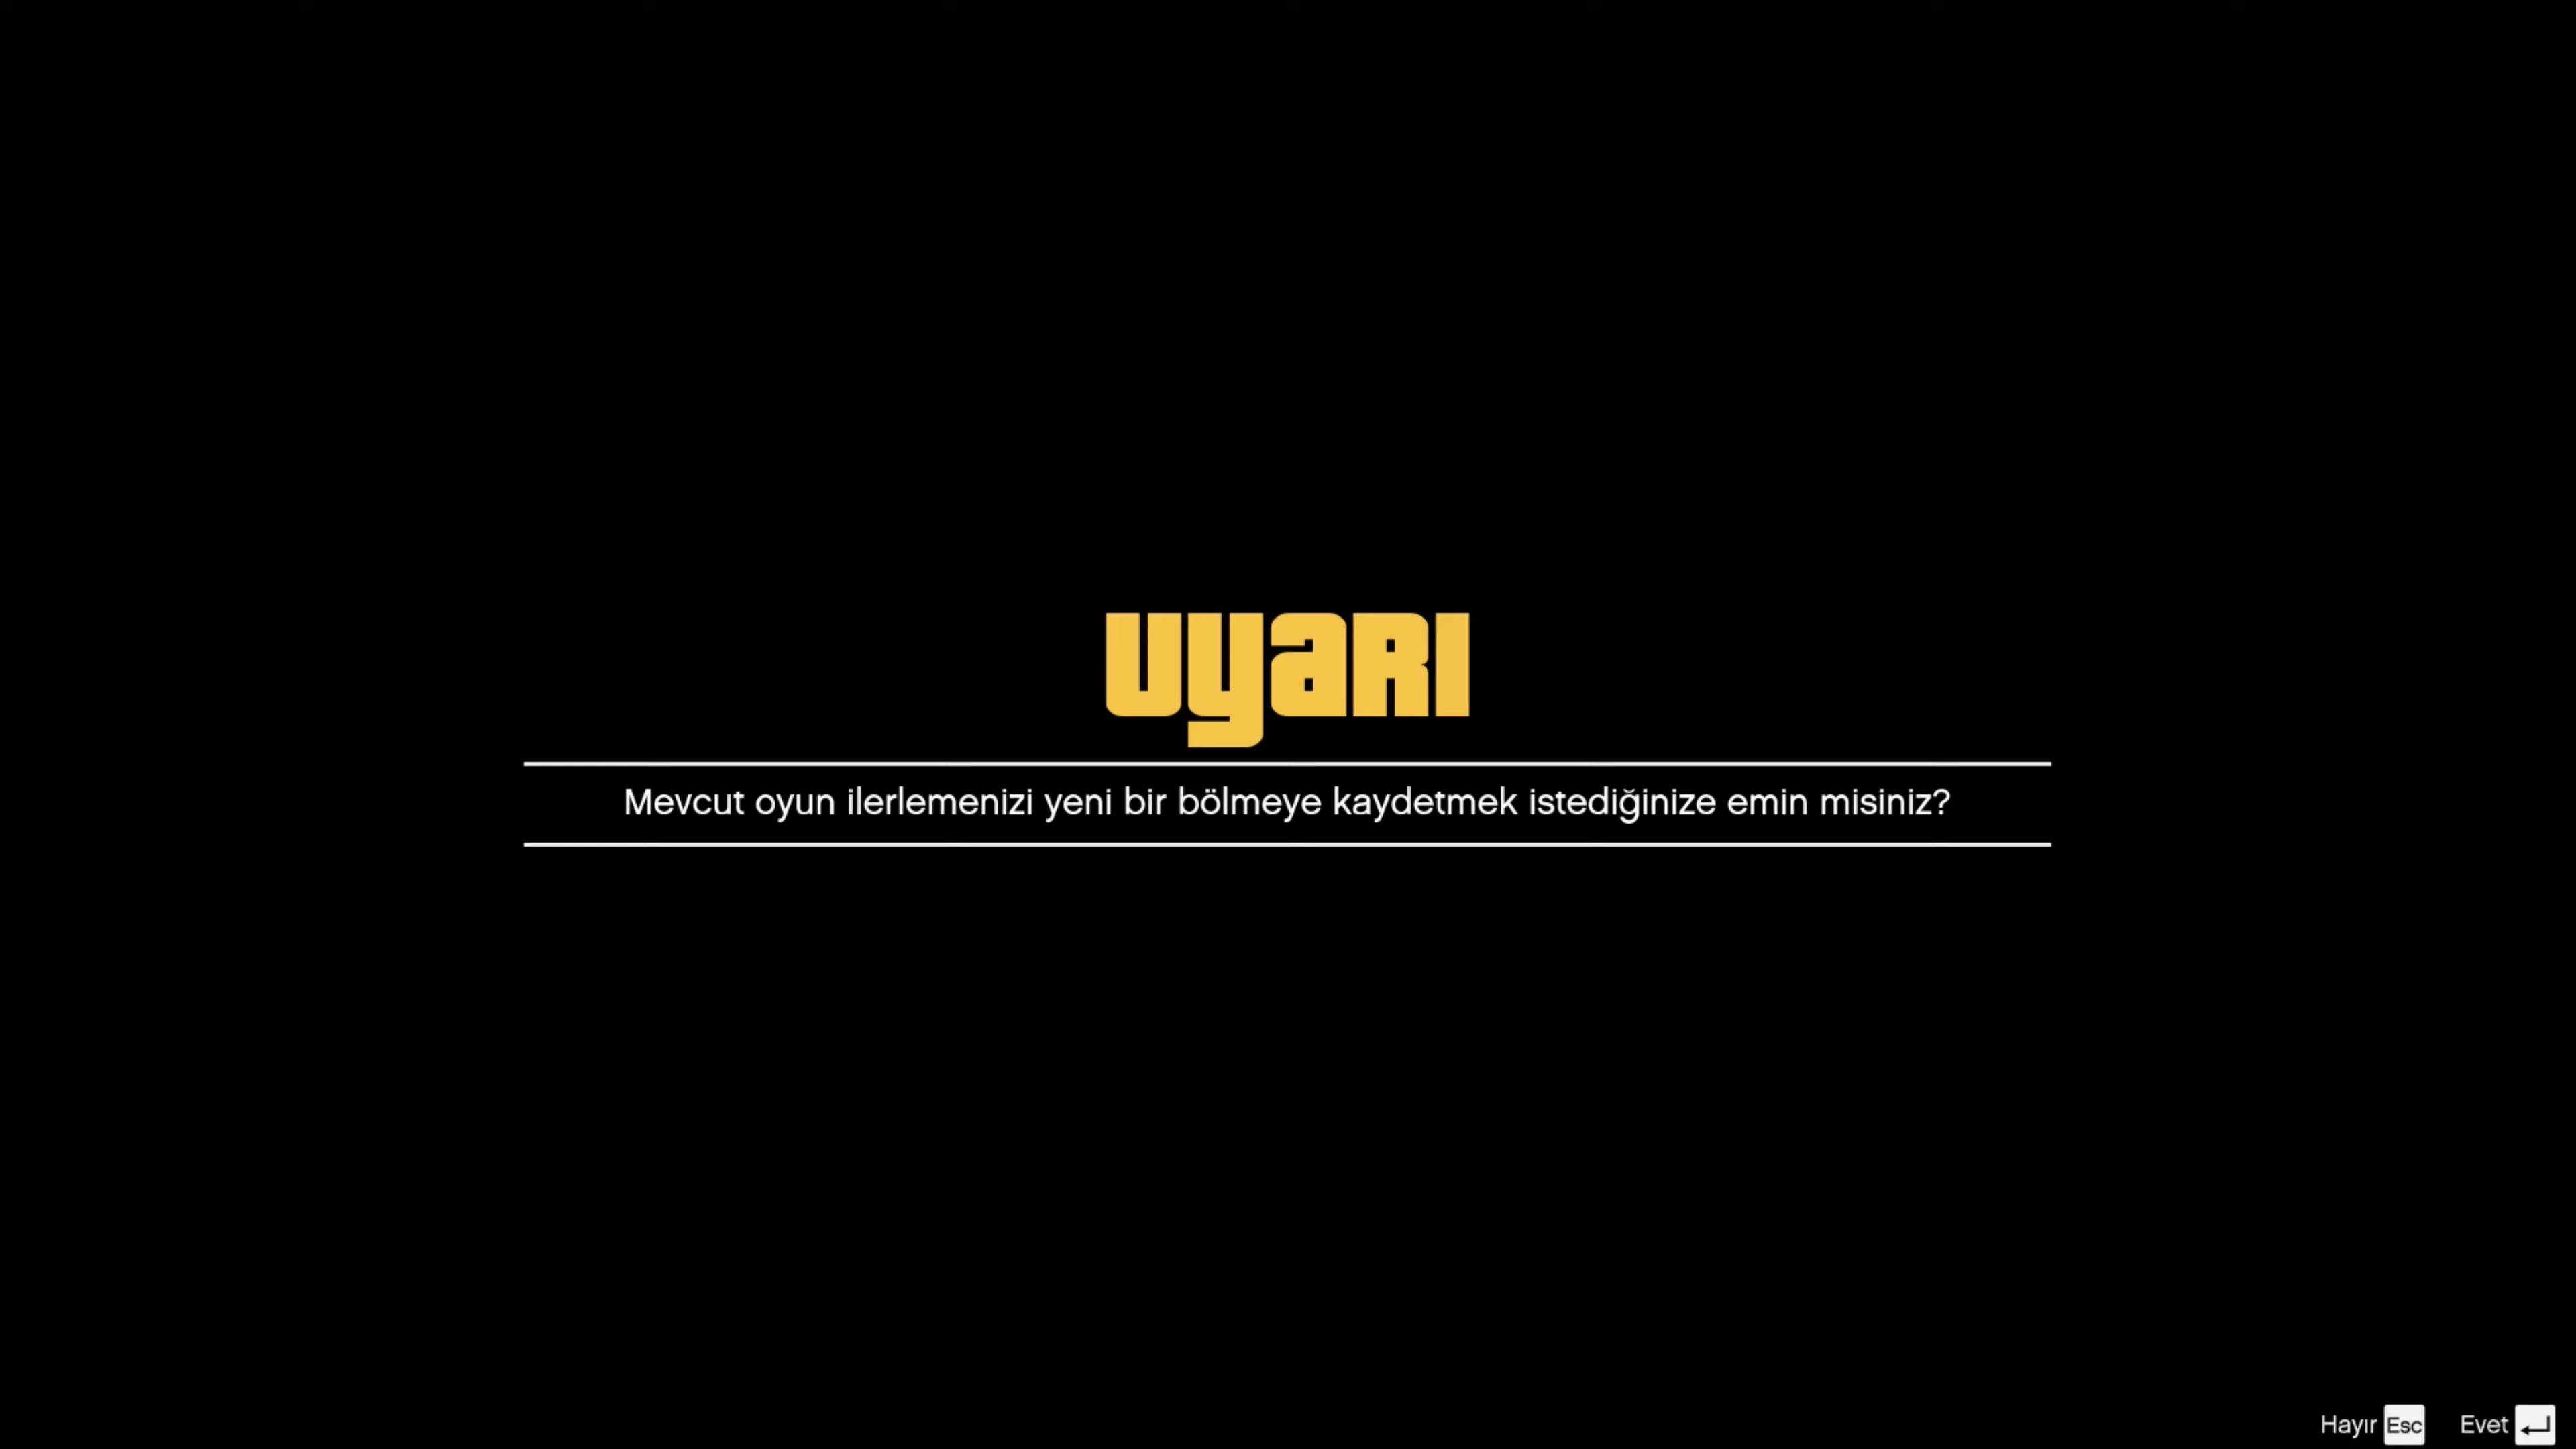 uyaRI
Mevcut oyun ilerlemenizi yeni bir bölmeye kaydetmek istediğinize emin misiniz?
Hayır Esc Evet